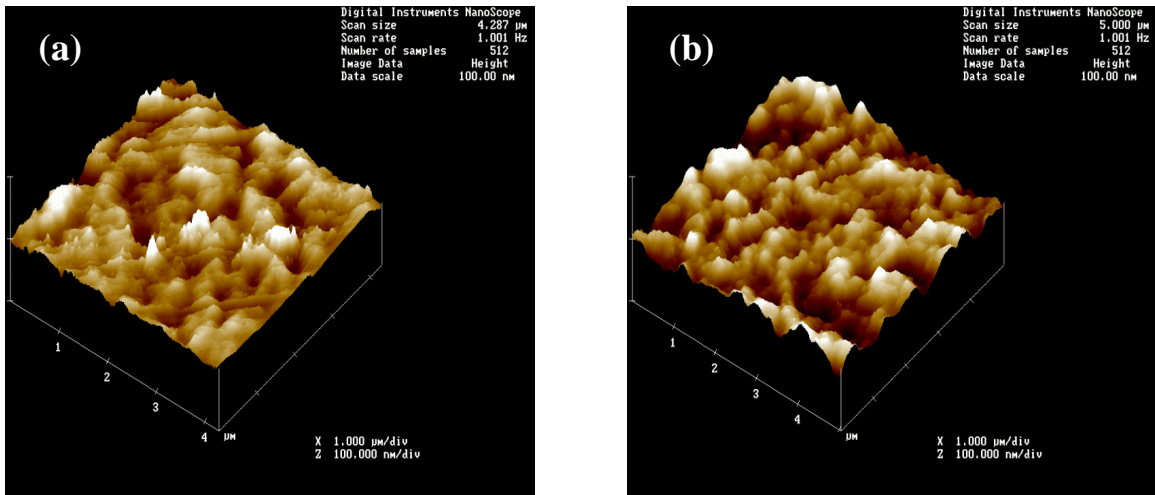 (a)
Digital Instruments NanoScope
Scan size 4.287 µm
Scan rate 1.001 Hz
Number of samples 512
Image Data Height
Data scale 100.00 nm
1
2
3
4 µm
X 1.000 µm/div
Z 100.000 nm/div
(b)
Digital Instruments NanoScope
Scan size 5.000 µm
Scan rate 1.001 Hz
Number of samples 512
Image Data Height
Data scale 100.00 nm
1
2
3
4
µm
X 1.000 µm/div
Z 100.000 nm/div